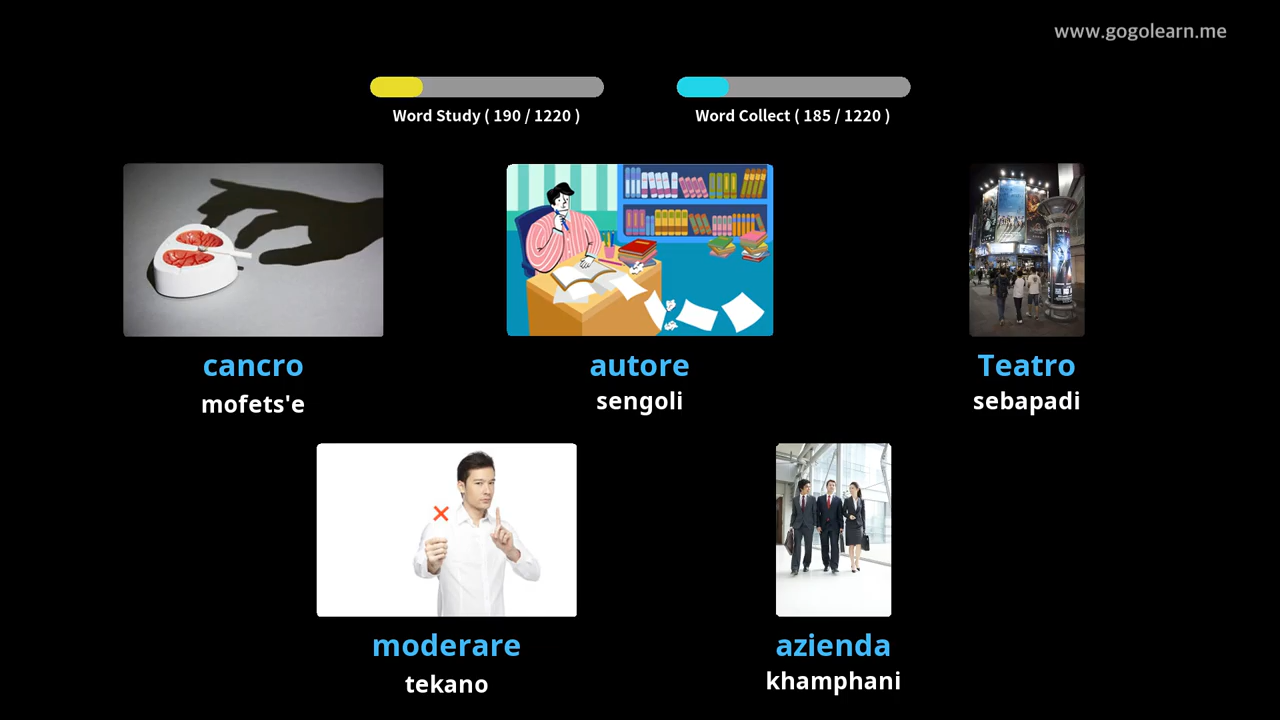 www.gogolearn.me
Word Study ( 190 / 1220 )
Word Collect ( 185 / 1220 )
cancro
mofets'e
autore
sengoli
Teatro
sebapadi
moderare
tekano
azienda
khamphani